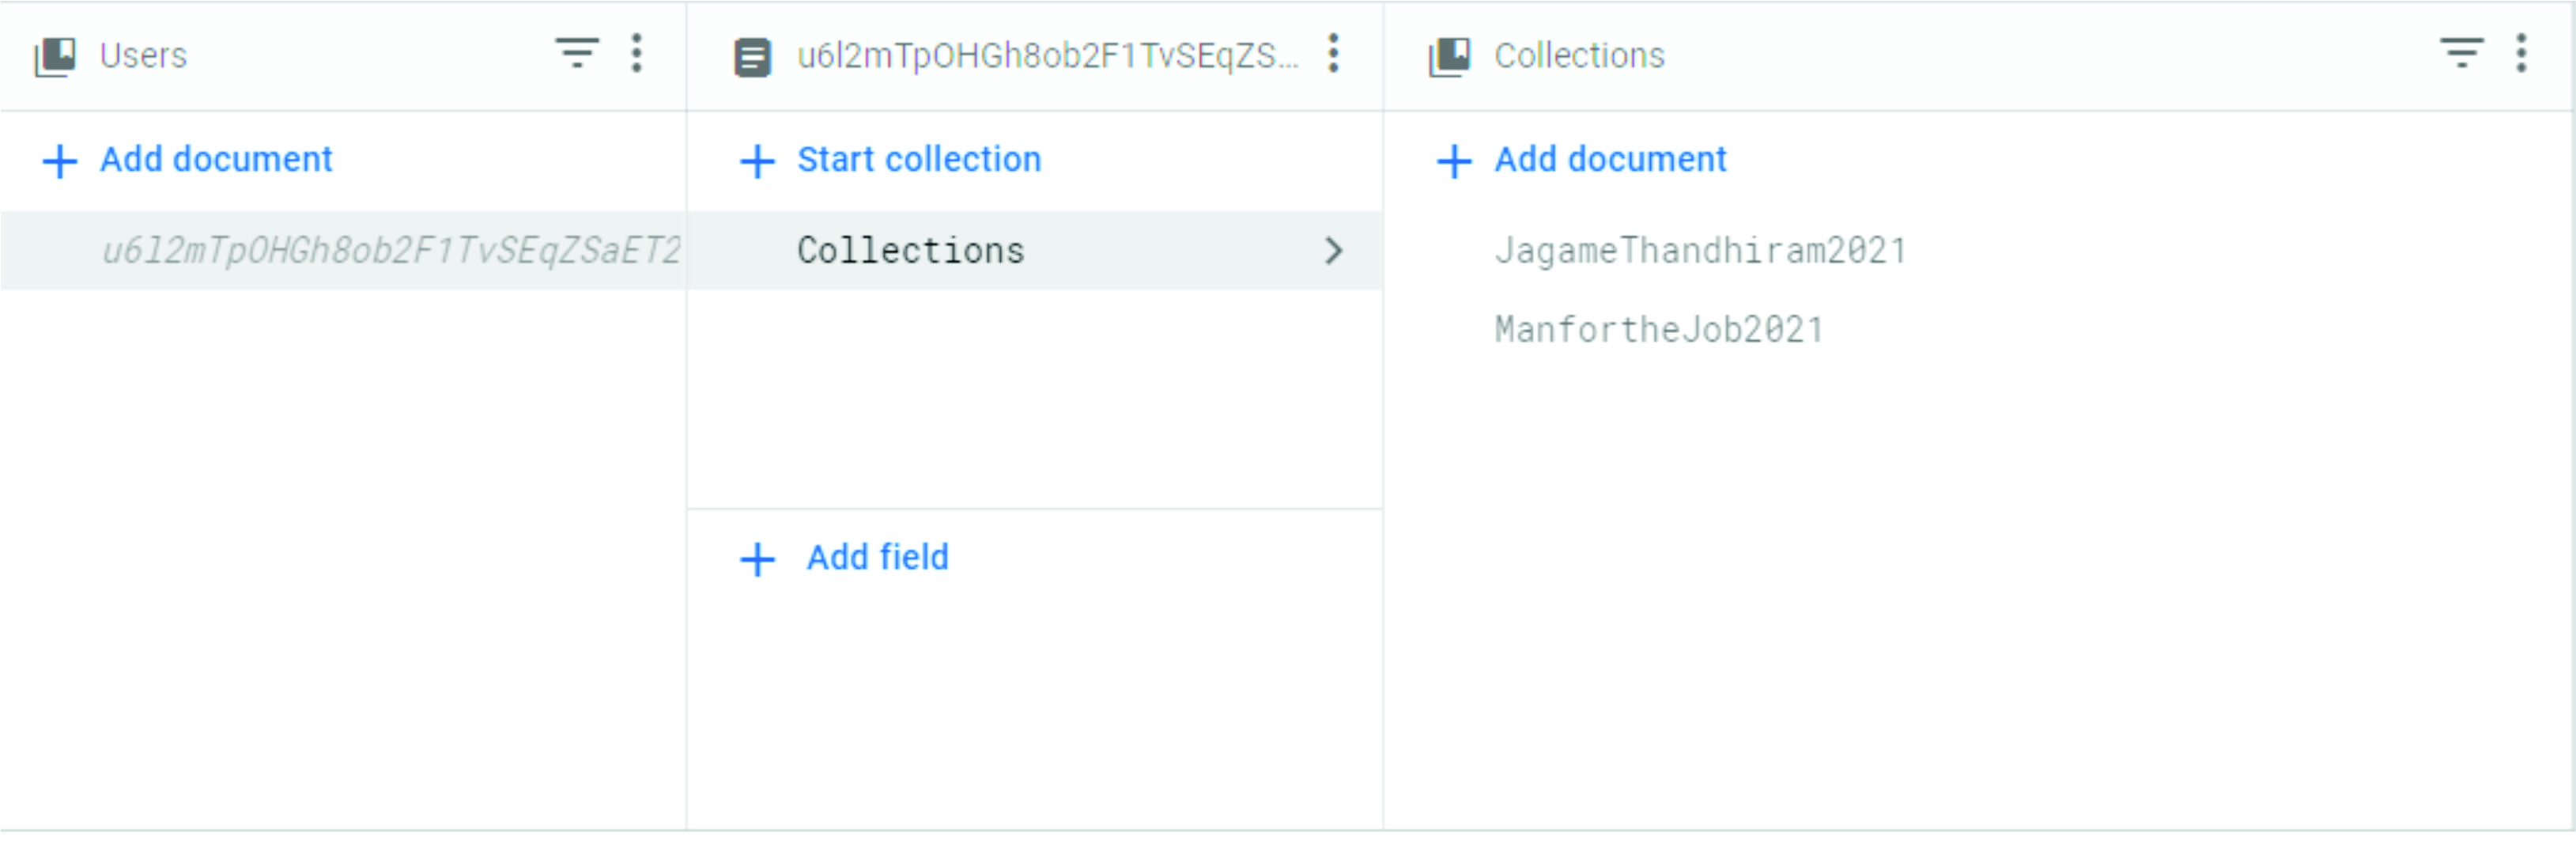 Users
Add document
u6l2mTpOHGh8ob2F1TvSEqZSaET2
u6l2mTpOHGh8ob2F1TvSEqZS...
Start collection
Collections
Add field
Collections
Add document
JagameThandhiram2021
ManfortheJob2021